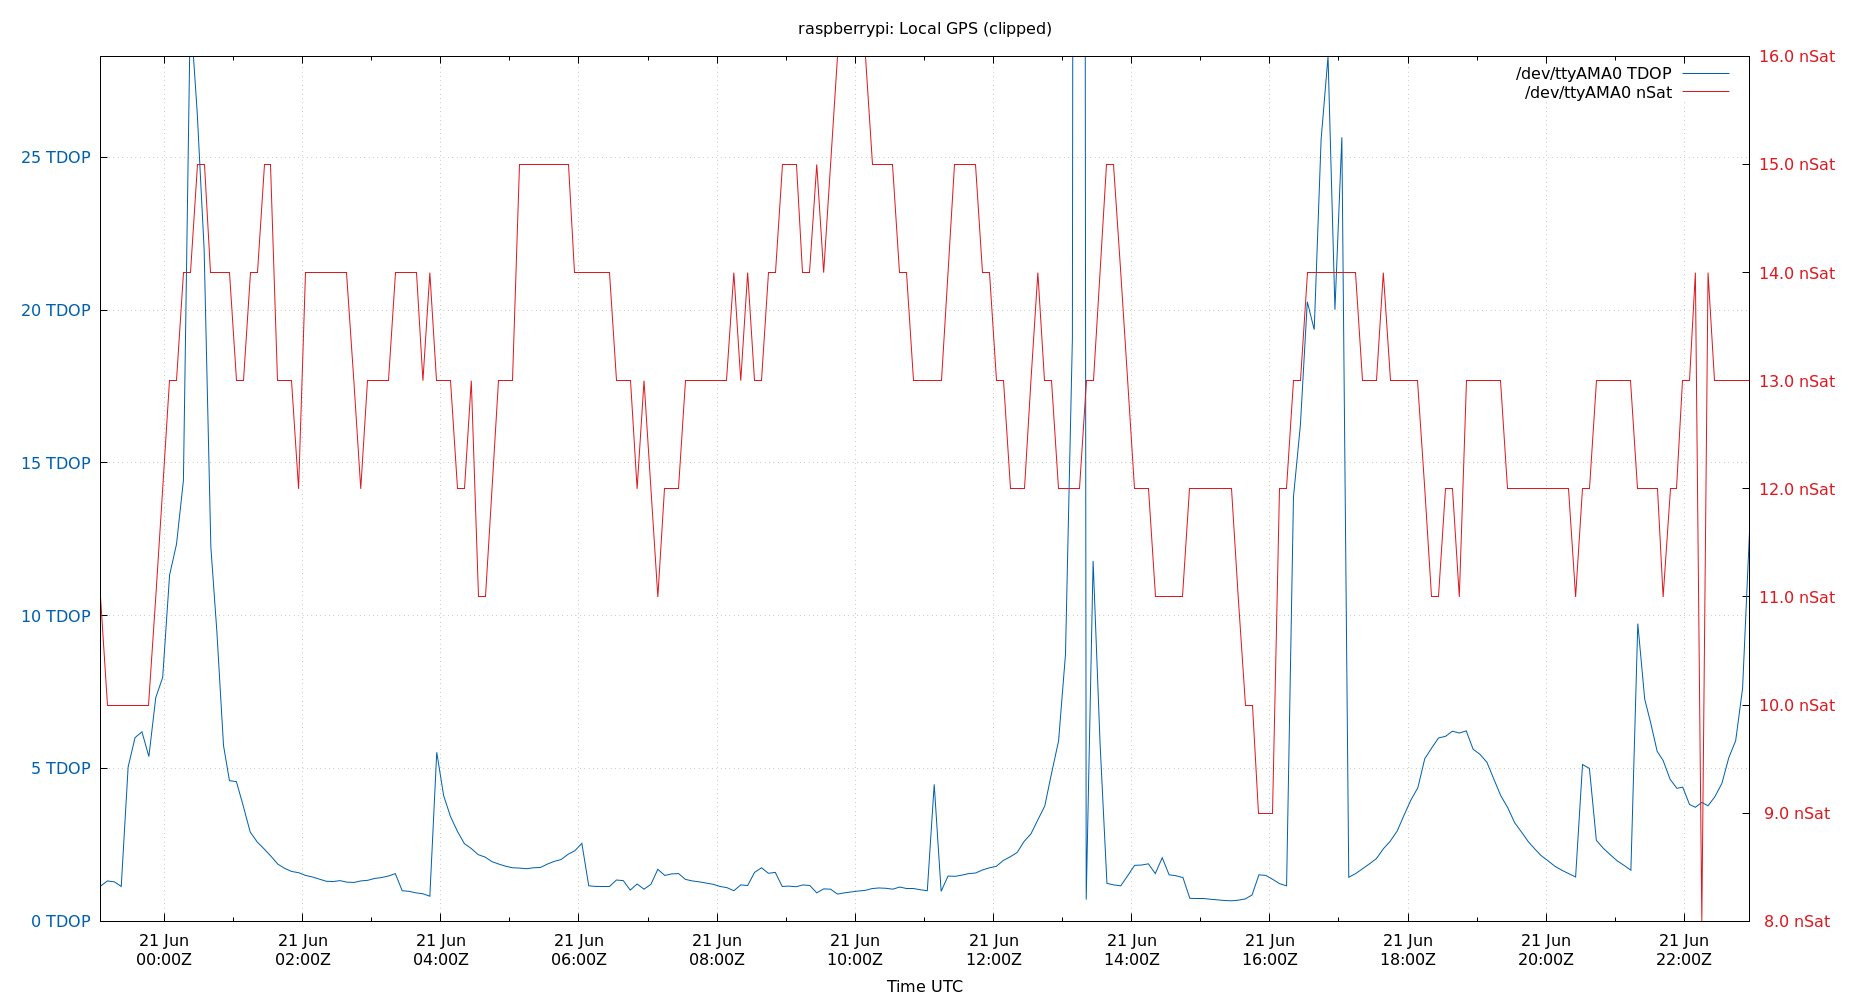 raspberrypi: Local GPS (clipped)
/dev/ttyAMA0 TDOP
/dev/ttyAMA0 nSat
25 TDOP
20 TDOP
15 TDOP
10 TDOP
5 TDOP
0 TDOP
16.0 nSat
15.0 nSat
14.0 nSat
13.0 nSat
12.0 nSat
11.0 nSat
10.0 nSat
9.0 nSat
8.0 nSat
21 Jun 21 Jun 21 Jun 21 Jun 21 Jun 21 Jun 21 Jun 21 Jun 21 Jun 21 Jun 21 Jun 21 Jun
00:00Z 02:00Z 04:00Z 06:00Z 08:00Z 10:00Z 12:00Z 14:00Z 16:00Z 18:00Z 20:00Z 22:00Z
Time UTC